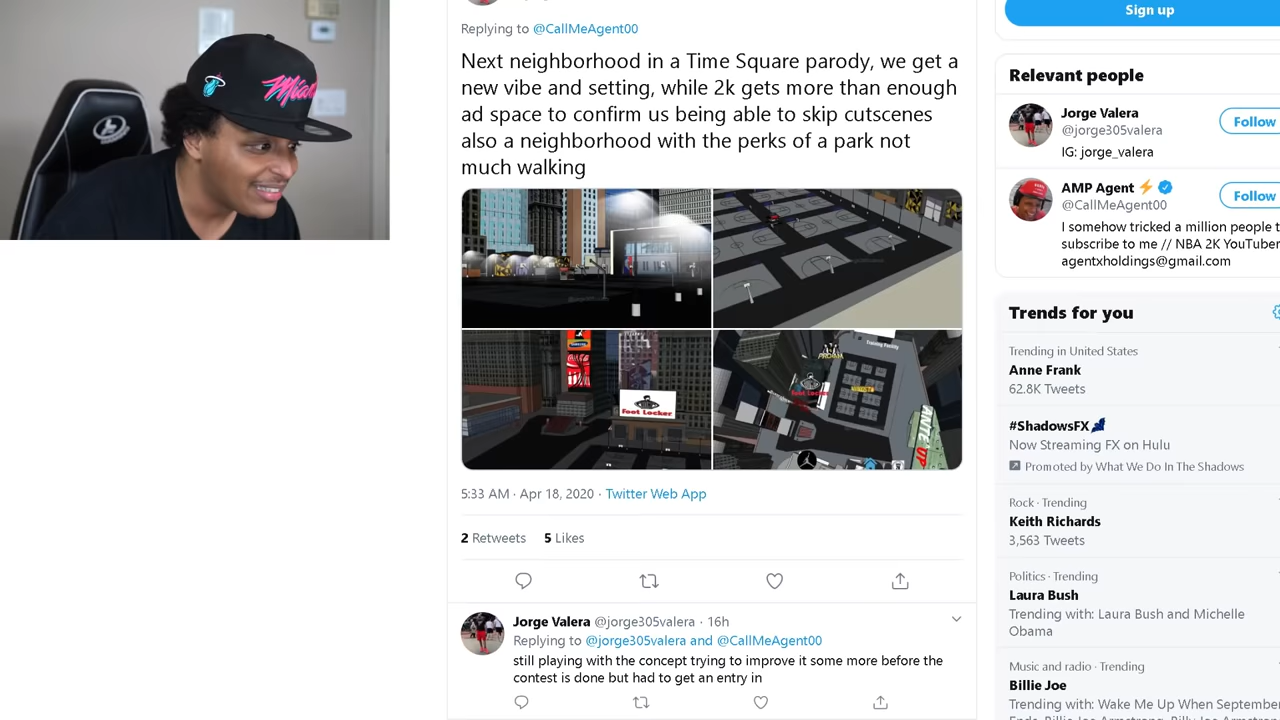 Miami
Replying to @CallMeAgent00
Next neighborhood in a Time Square parody, we get a
new vibe and setting, while 2k gets more than enough
ad space to confirm us being able to skip cutscenes
also a neighborhood with the perks of a park not
much walking
Foot Locker
PRO AM
Training Facility
Foot Locker
ANTE UP
5:33 AM · Apr 18, 2020 · Twitter Web App
2 Retweets 5 Likes
Jorge Valera @jorge305valera · 16h
Replying to @jorge305valera and @CallMeAgent00
still playing with the concept trying to improve it some more before the
contest is done but had to get an entry in
Sign up
Relevant people
Jorge Valera
@jorge305valera
Follow
IG: jorge_valera
AMP Agent
@CallMeAgent00
Follow
I somehow tricked a million people t
subscribe to me // NBA 2K YouTuber
agentxholdings@gmail.com
Trends for you
Trending in United States
Anne Frank
62.8K Tweets
#ShadowsFX
Now Streaming FX on Hulu
Promoted by What We Do In The Shadows
Rock · Trending
Keith Richards
3,563 Tweets
Politics · Trending
Laura Bush
Trending with: Laura Bush and Michelle
Obama
Music and radio · Trending
Billie Joe
Trending with: Wake Me Up When September